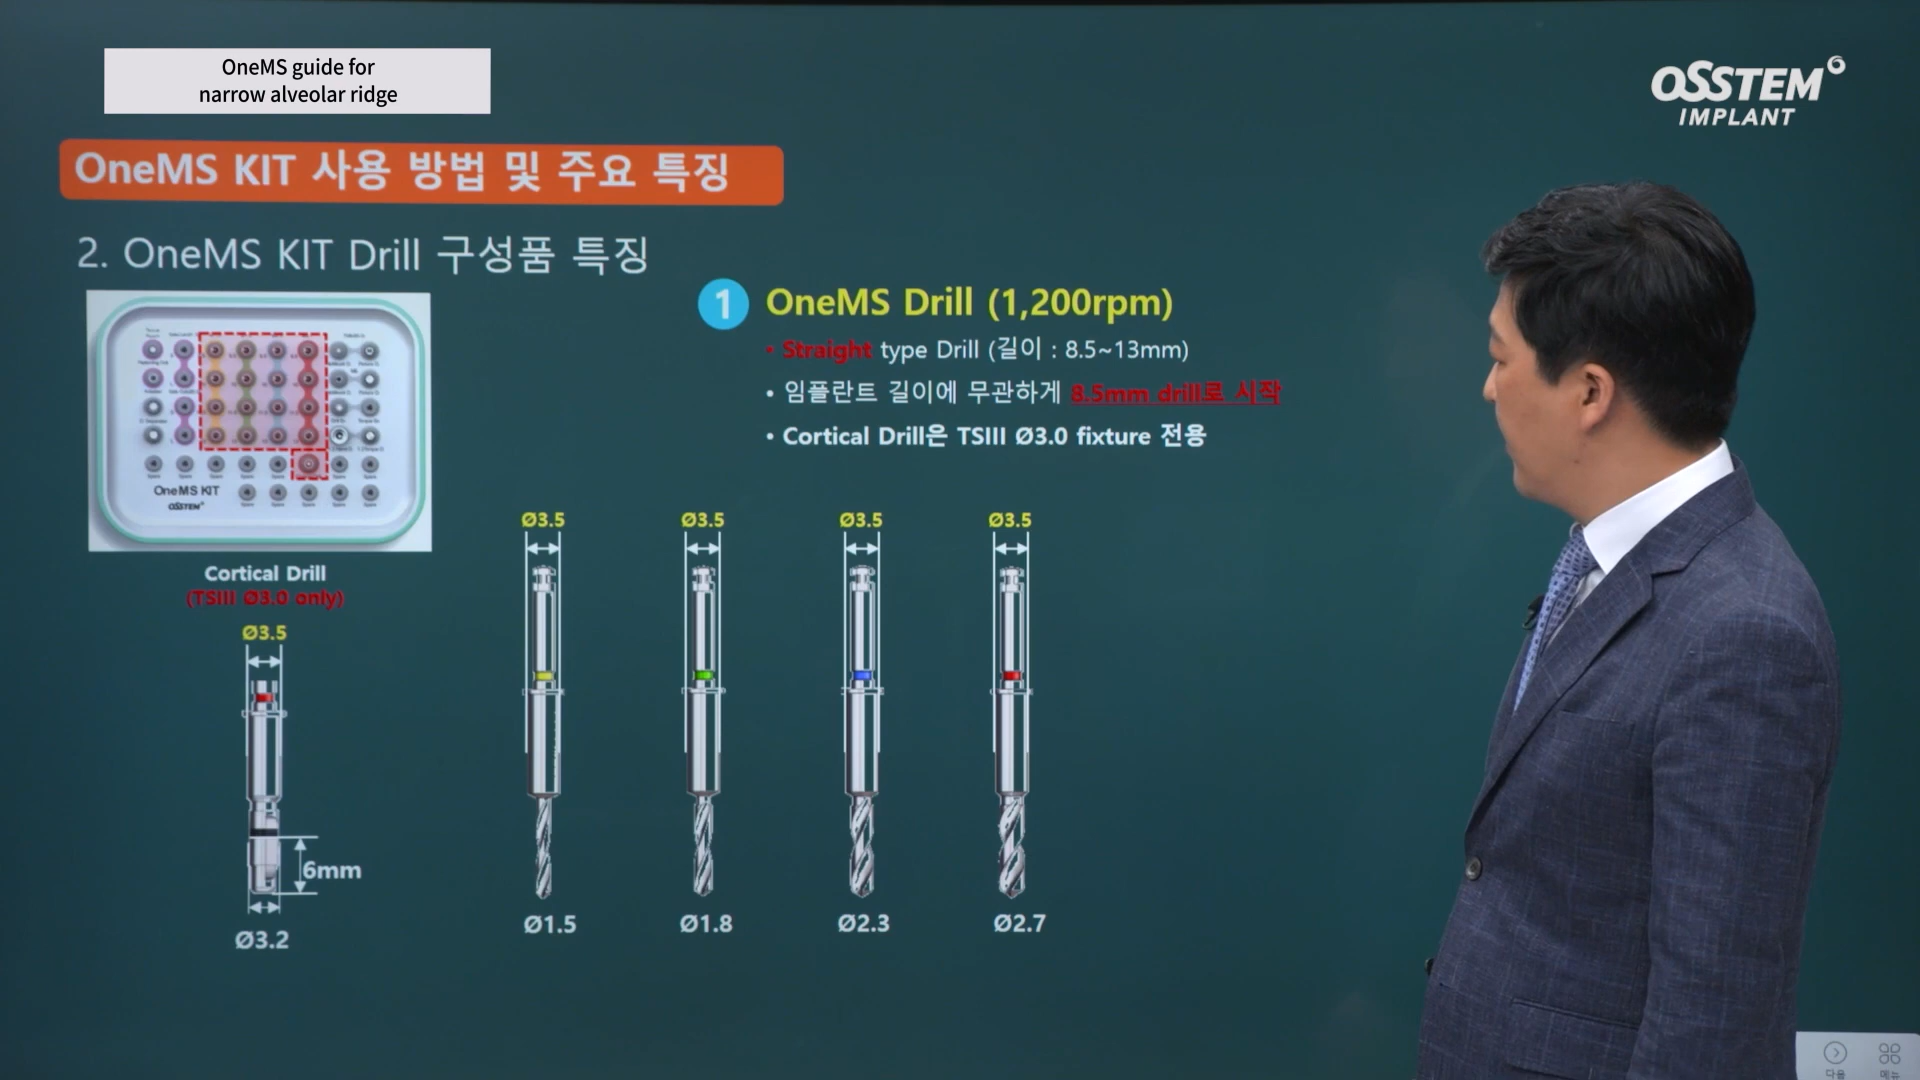 OneMS guide for
narrow alveolar ridge
OSSTEM
IMPLANT
OneMS KIT 사용 방법 및 주요 특징
2. OneMS KIT Drill 구성품 특징
1 OneMS Drill (1,200rpm)
• Straight type Drill (길이 : 8.5~13mm)
• 임플란트 길이에 무관하게 8.5mm drill로 시작
• Cortical Drill은 TSIII Ø3.0 fixture 전용
OneMS KIT
OSSTEM
Cortical Drill
(TSIII Ø3.0 only)
Ø3.5
6mm
Ø3.2
Ø3.5 Ø3.5 Ø3.5 Ø3.5
Ø1.5 Ø1.8 Ø2.3 Ø2.7
다음 메뉴